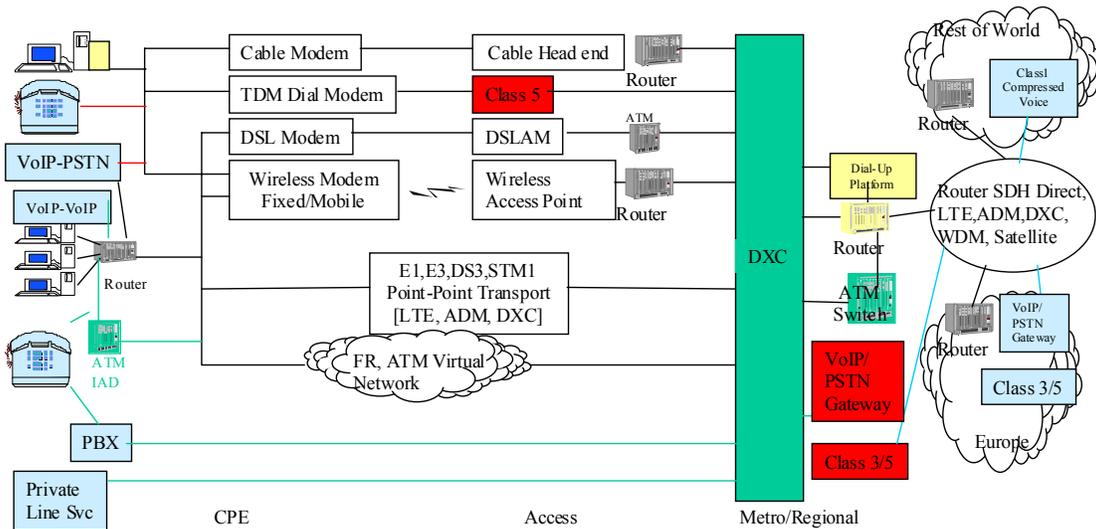 Rest of World
Cable Modem
Cable Head end
Router
Class1
Compressed
Voice
TDM Dial Modem
Class 5
Router
DSL Modem
DSLAM
ATM
VoIP-PSTN
Wireless Modem
Fixed/Mobile
Wireless
Access Point
Router
Dial-Up
Platform
Router SDH Direct,
LTE,ADM,DXC,
WDM, Satellite
VoIP-VoIP
Router
Router
DXC
E1,E3,DS3,STM1
Point-Point Transport
[LTE, ADM, DXC]
ATM
Switch
VoIP/
PSTN
Gateway
Router
ATM
IAD
FR, ATM Virtual
Network
VoIP/
PSTN
Gateway
Class 3/5
PBX
Europe
Class 3/5
Private
Line Svc
CPE
Access
Metro/Regional